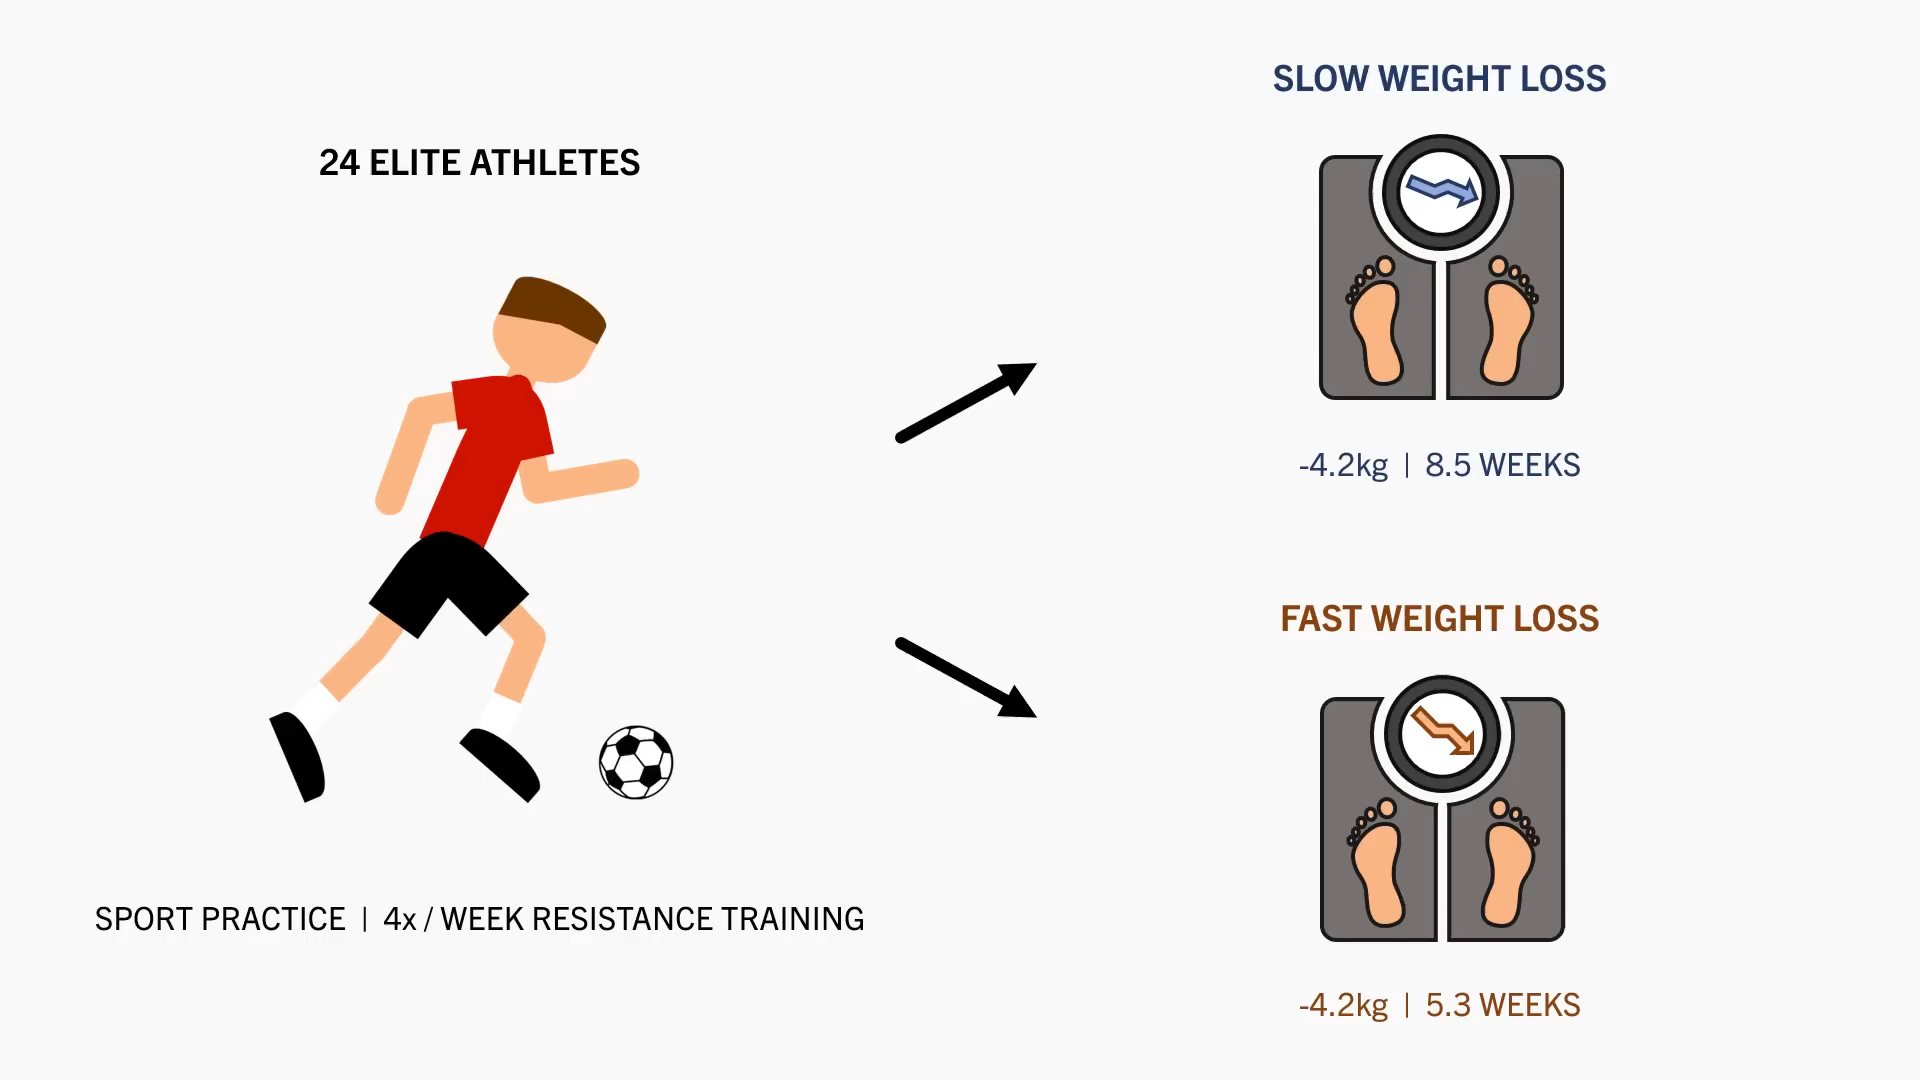 24 ELITE ATHLETES
SPORT PRACTICE | 4x / WEEK RESISTANCE TRAINING
SLOW WEIGHT LOSS
-4.2kg | 8.5 WEEKS
FAST WEIGHT LOSS
-4.2kg | 5.3 WEEKS